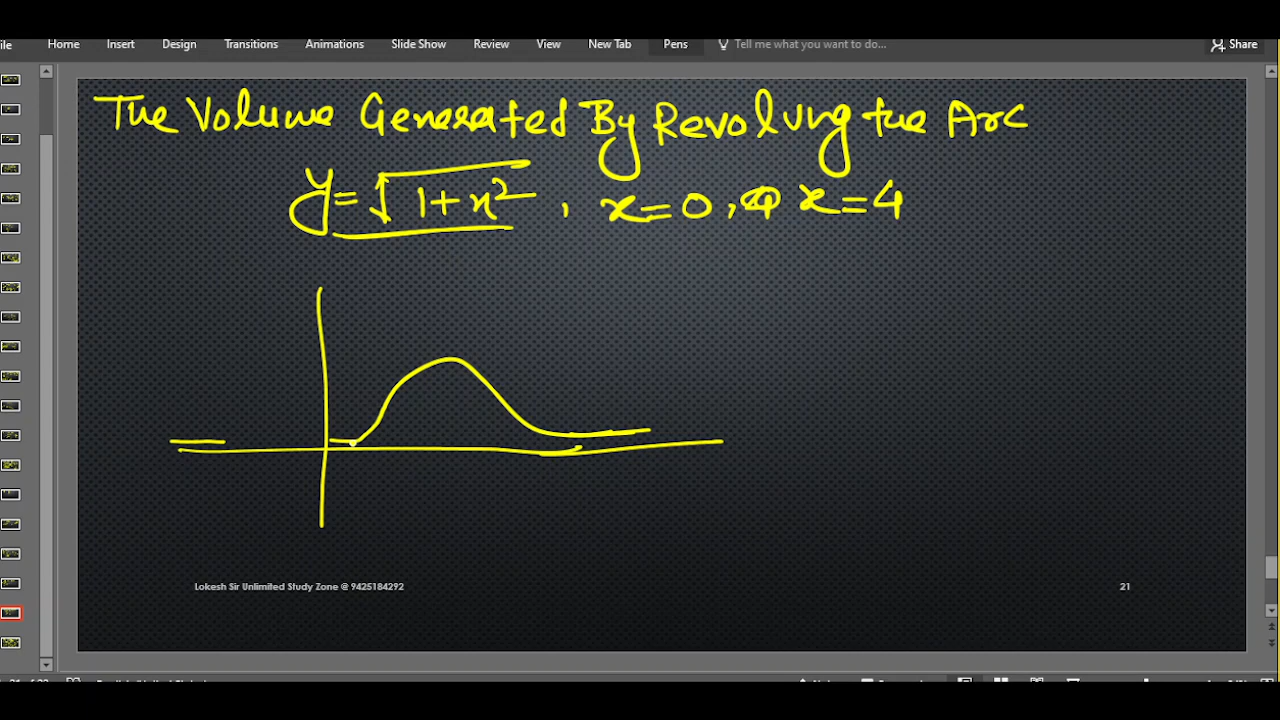 File Home Insert Design Transitions Animations Slide Show Review View New Tab Pens Tell me what you want to do... Share
The Volume Generated By Revolving the Arc
y = √1+x², x=0, & x=4
Lokesh Sir Unlimited Study Zone @ 9425184292
21